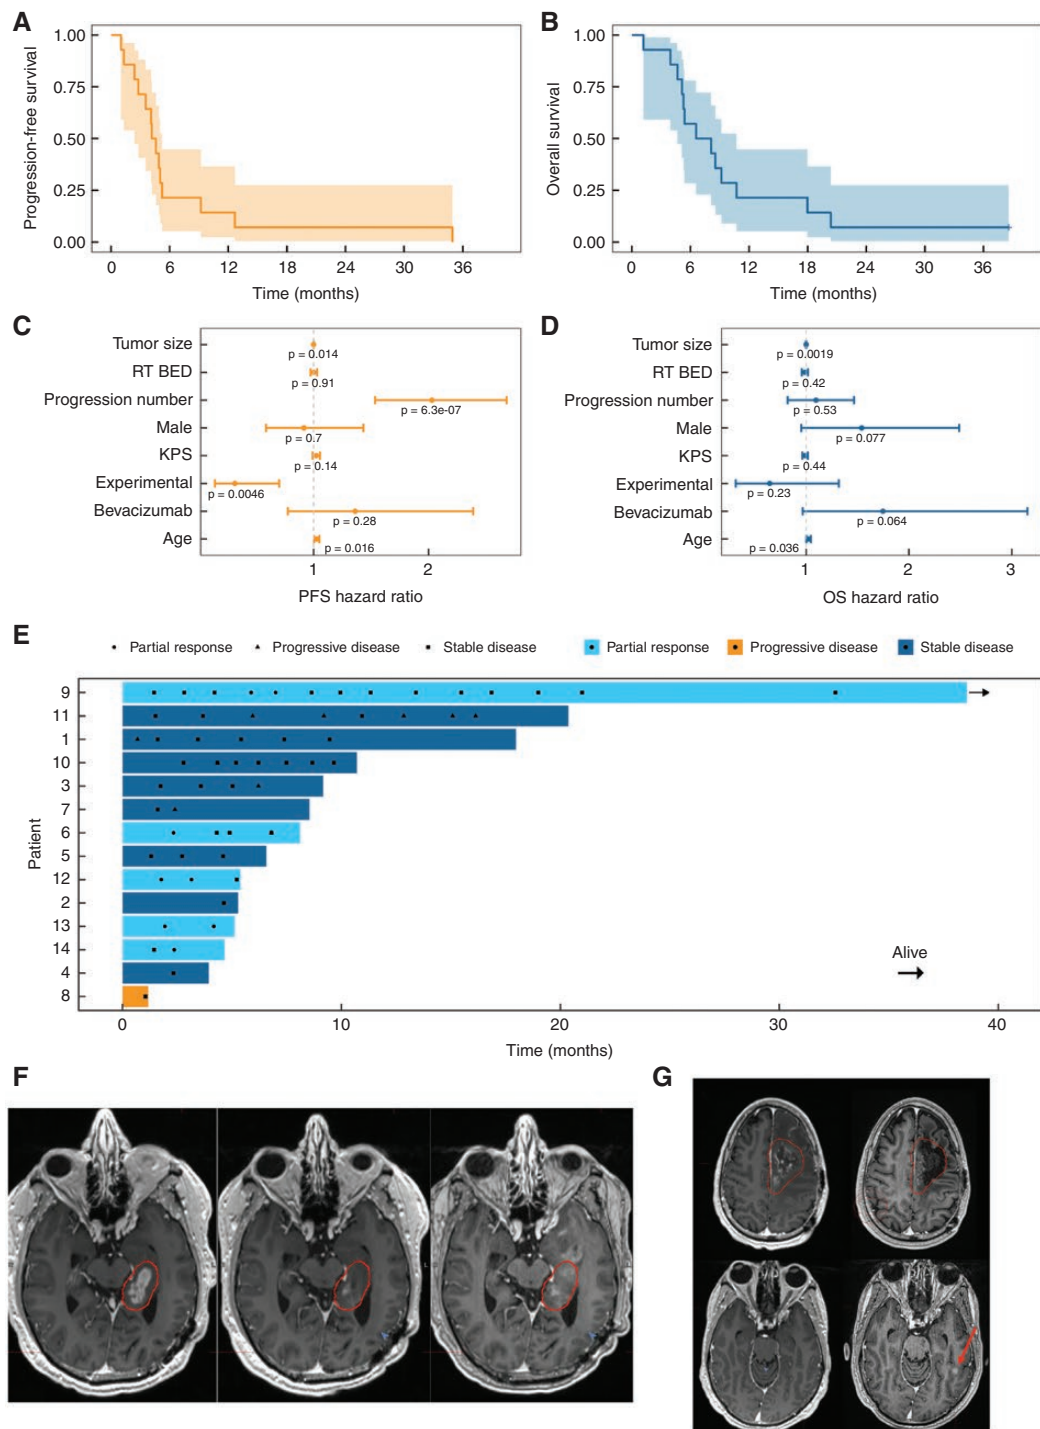 A
1.00
0.75
0.50
0.25
0.00
Progression-free survival
0 6 12 18 24 30 36
Time (months)
B
1.00
0.75
0.50
0.25
0.00
Overall survival
0 6 12 18 24 30 36
Time (months)
C
Tumor size
p = 0.014
RT BED
p = 0.91
Progression number
p = 6.3e-07
Male
p = 0.7
KPS
p = 0.14
Experimental
p = 0.0046
Bevacizumab
p = 0.28
Age
p = 0.016
1 2
PFS hazard ratio
D
Tumor size
p = 0.0019
RT BED
p = 0.42
Progression number
p = 0.53
Male
p = 0.077
KPS
p = 0.44
Experimental
p = 0.23
Bevacizumab
p = 0.064
Age
p = 0.036
1 2 3
OS hazard ratio
E
Partial response Progressive disease Stable disease Partial response Progressive disease Stable disease
Patient
9
11
1
10
3
7
6
5
12
2
13
14
4
8
Alive
0 10 20 30 40
Time (months)
F
G